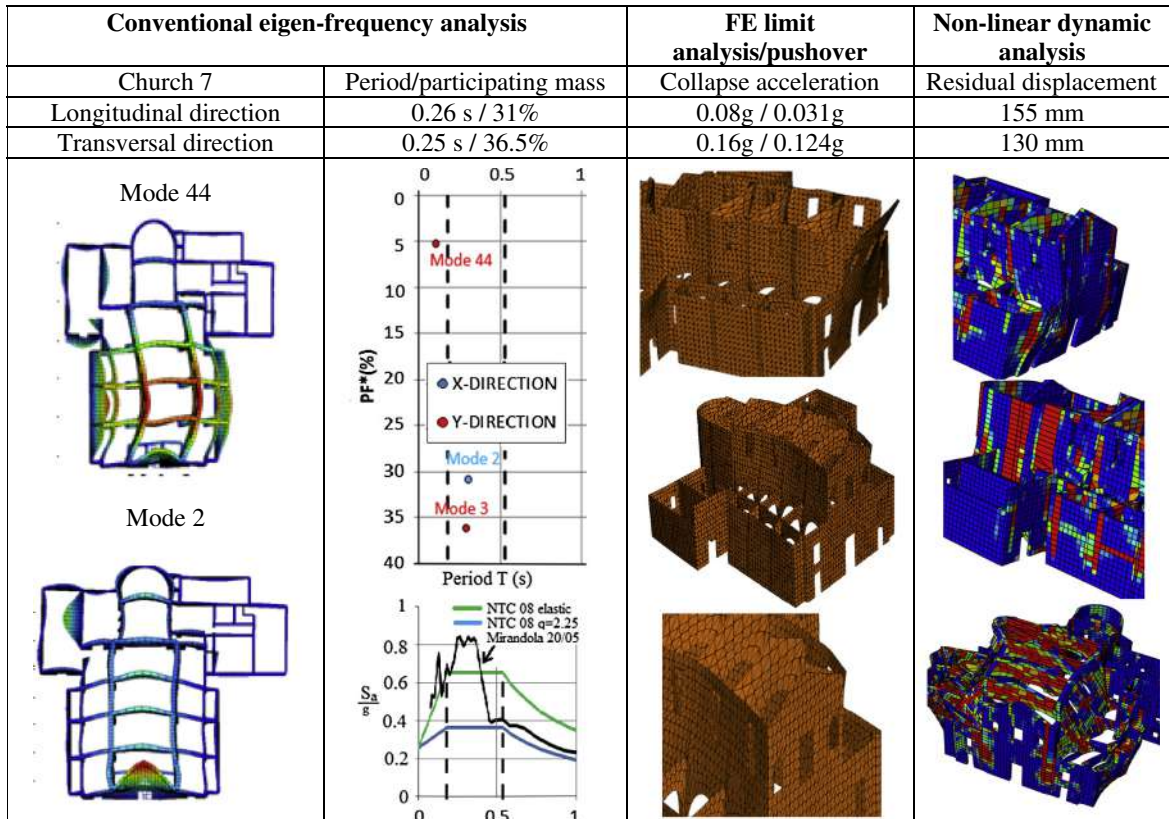 Conventional eigen-frequency analysis
FE limit
analysis/pushover
Non-linear dynamic
analysis
Church 7
Period/participating mass
Collapse acceleration
Residual displacement
Longitudinal direction
0.26 s / 31%
0.08g / 0.031g
155 mm
Transversal direction
0.25 s / 36.5%
0.16g / 0.124g
130 mm
Mode 44
Mode 2
0 0.5 1
0
5
10
15
20
25
30
35
40
PF*(%)
Mode 44
X-DIRECTION
Y-DIRECTION
Mode 2
Mode 3
Period T (s)
NTC 08 elastic
NTC 08 q=2.25
Mirandola 20/05
1
0.8
0.6
0.4
0.2
0
Sa
g
0 0.5 1